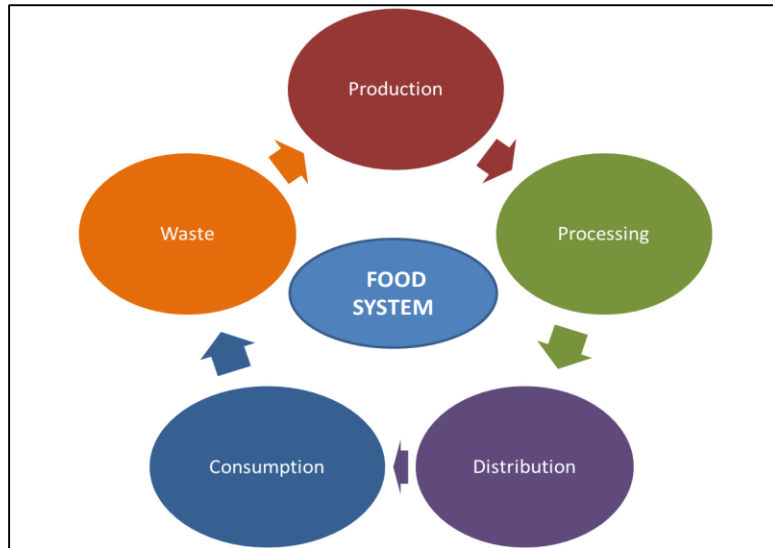 Production
Processing
Distribution
Consumption
Waste
FOOD
SYSTEM